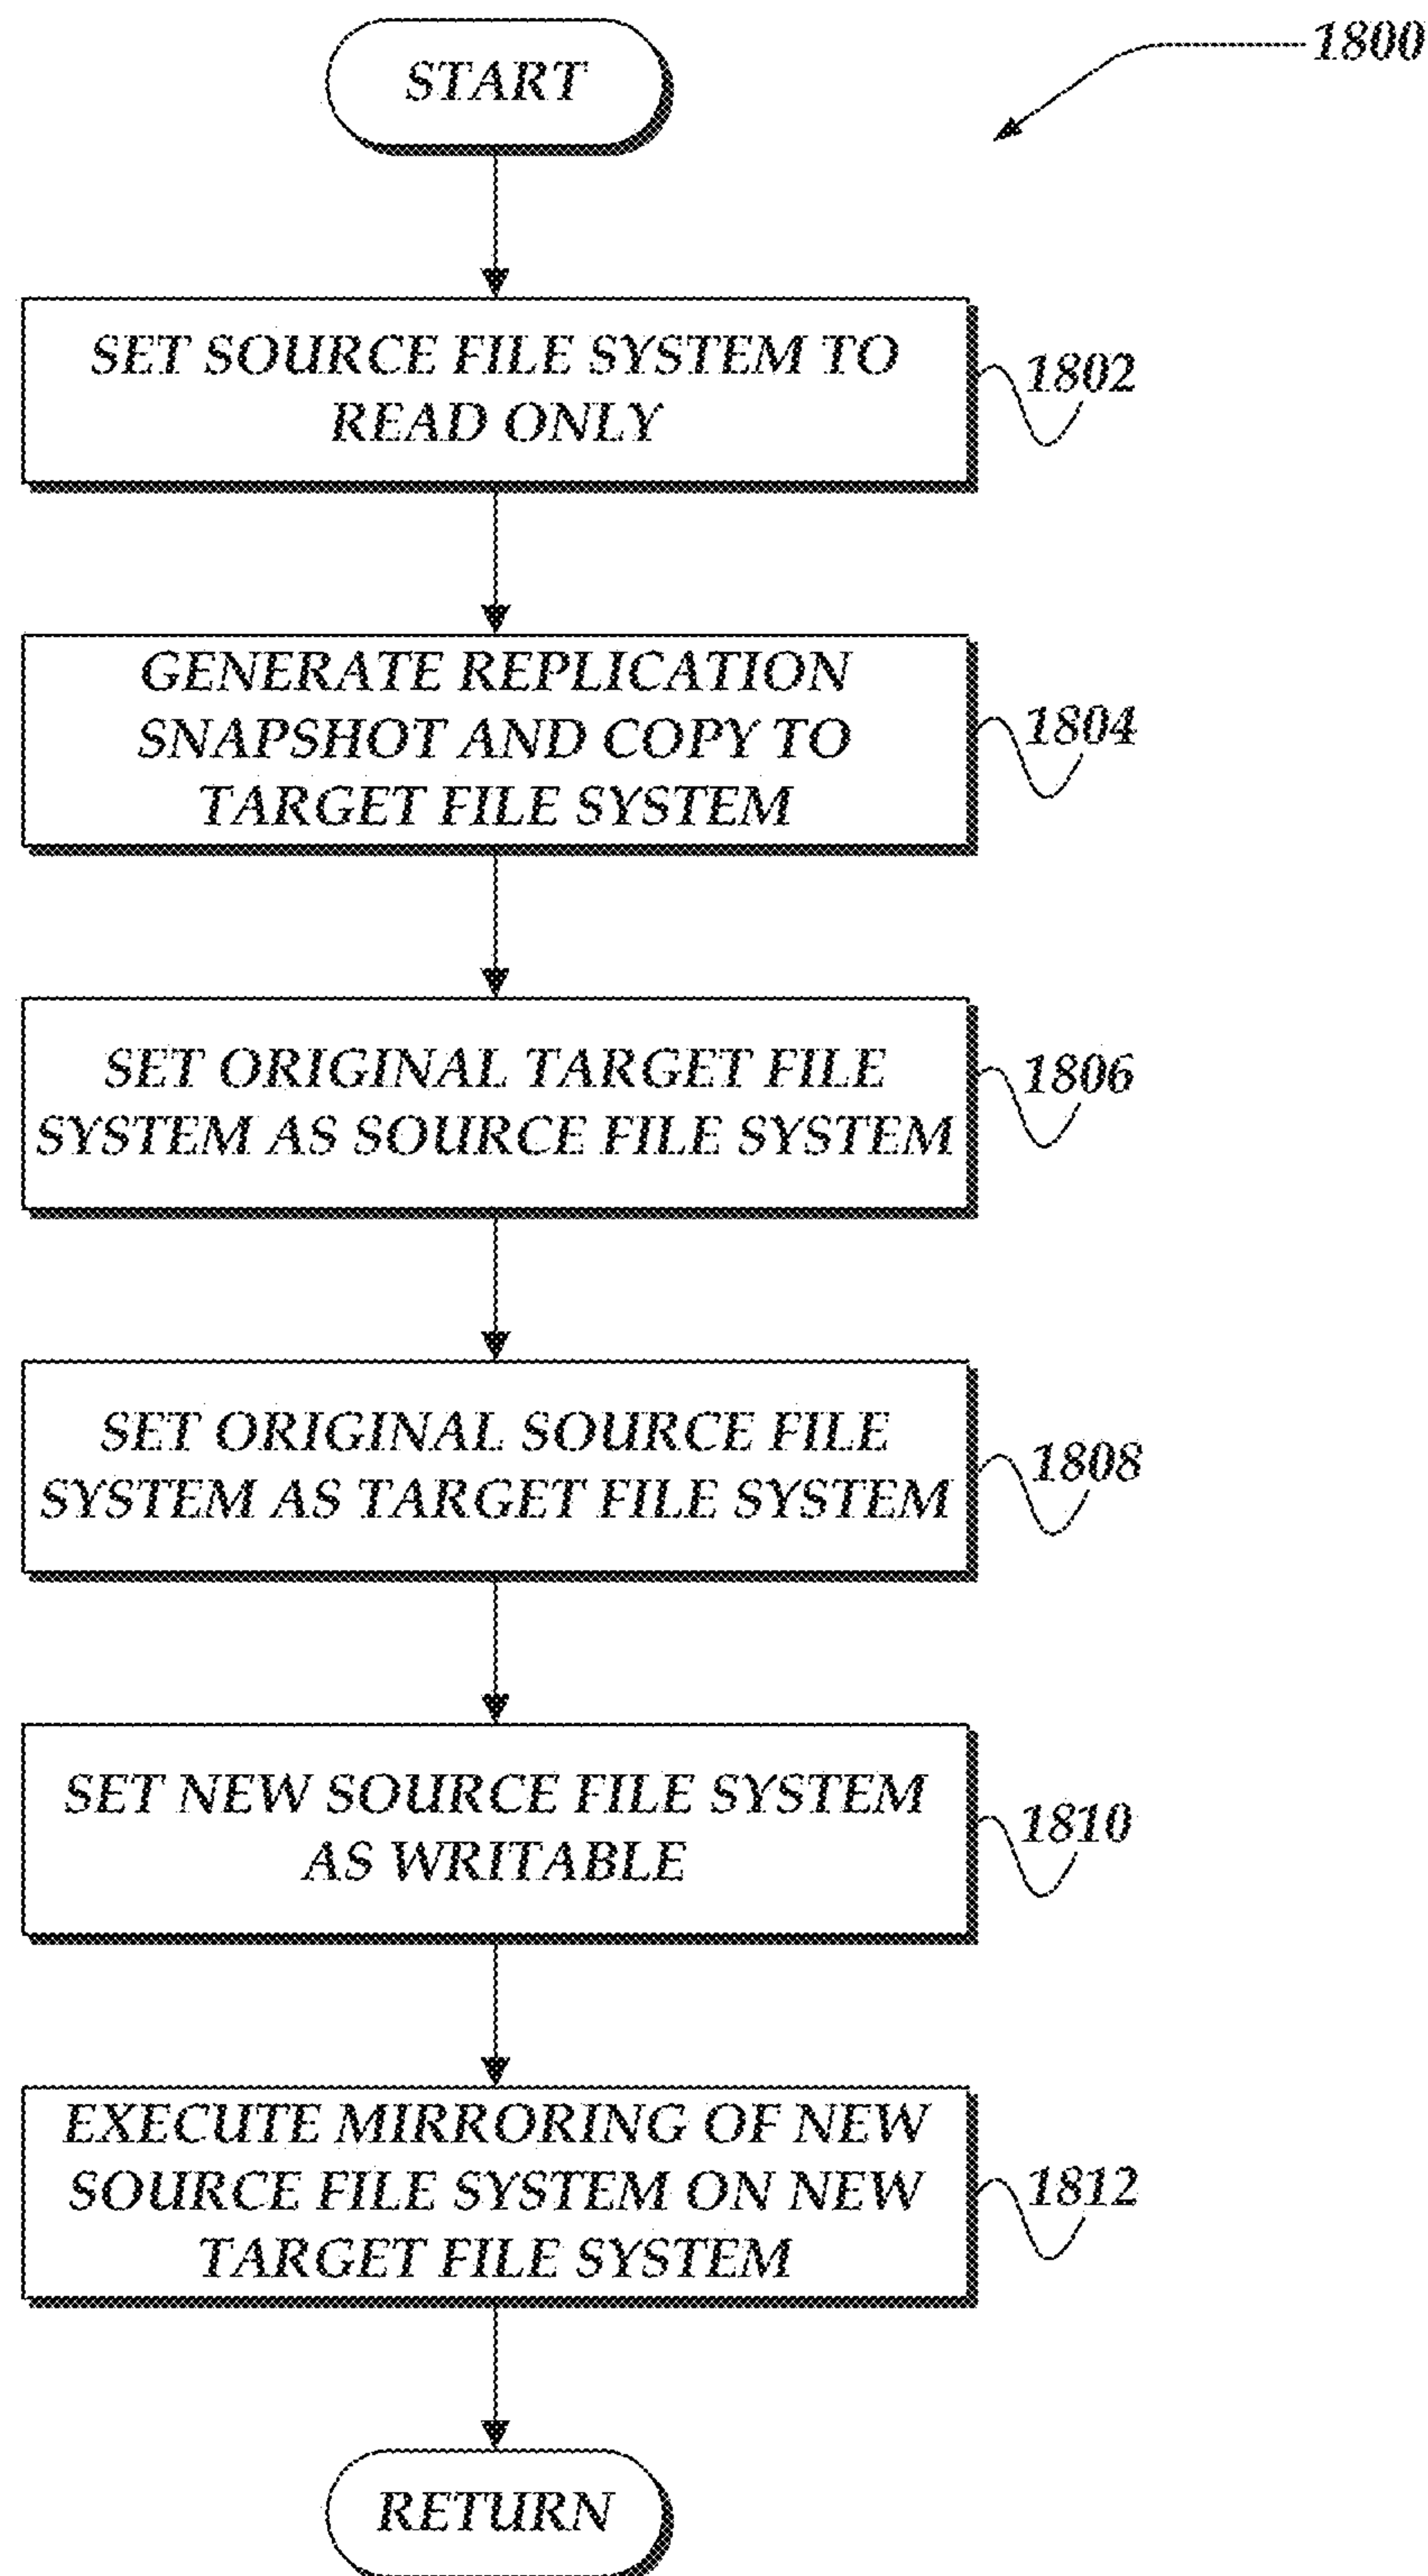 START
1800
SET SOURCE FILE SYSTEM TO
READ ONLY
1802
GENERATE REPLICATION
SNAPSHOT AND COPY TO
TARGET FILE SYSTEM
1804
SET ORIGINAL TARGET FILE
SYSTEM AS SOURCE FILE SYSTEM
1806
SET ORIGINAL SOURCE FILE
SYSTEM AS TARGET FILE SYSTEM
1808
SET NEW SOURCE FILE SYSTEM
AS WRITABLE
1810
EXECUTE MIRRORING OF NEW
SOURCE FILE SYSTEM ON NEW
TARGET FILE SYSTEM
1812
RETURN